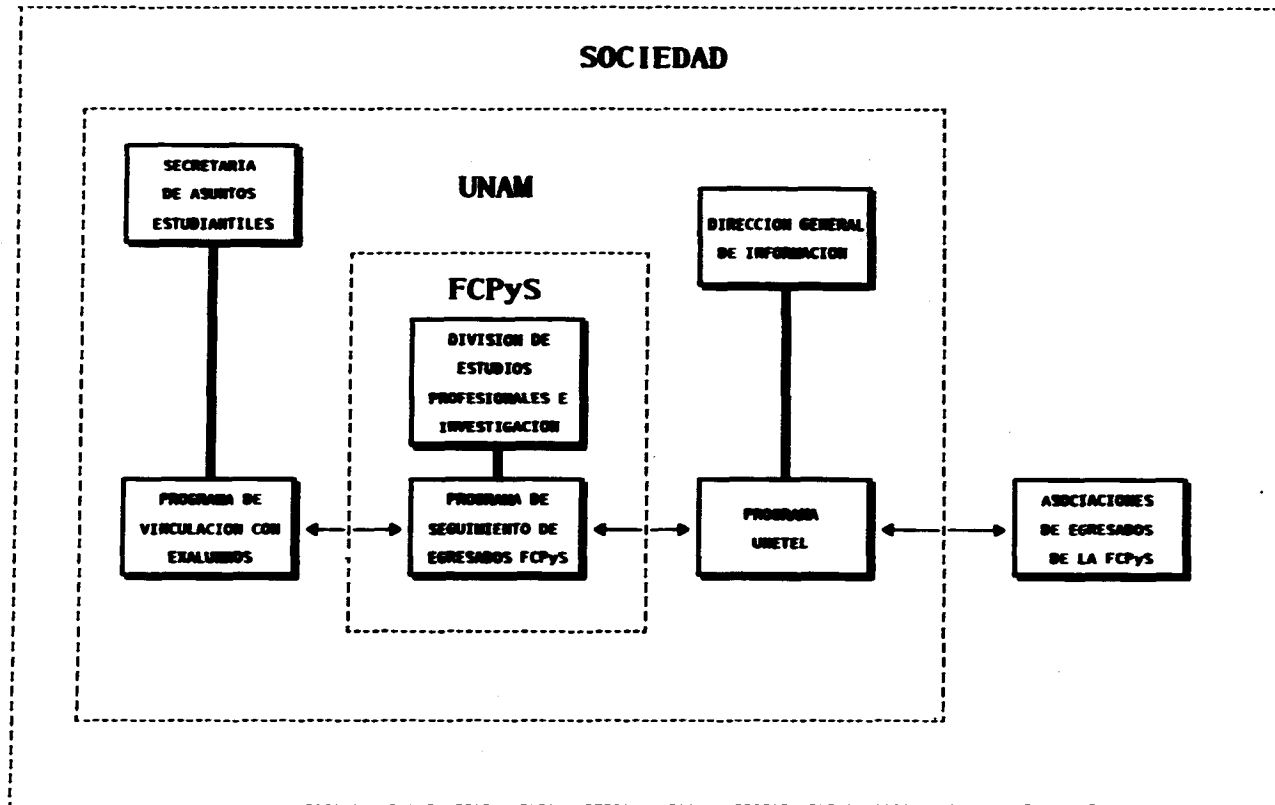 SOCIEDAD
UNAM
SECRETARIA
DE ASUNTOS
ESTUDIANTILES
DIRECCION GENERAL
DE INFORMACION
FCPyS
DIVISION DE
ESTUDIOS
PROFESIONALES E
INVESTIGACION
PROGRAMA DE
VINCULACION CON
EXALUMNOS
PROGRAMA DE
SEGUIMIENTO DE
EGRESADOS FCPyS
PROGRAMA
UNETEL
ASOCIACIONES
DE EGRESADOS
DE LA FCPyS